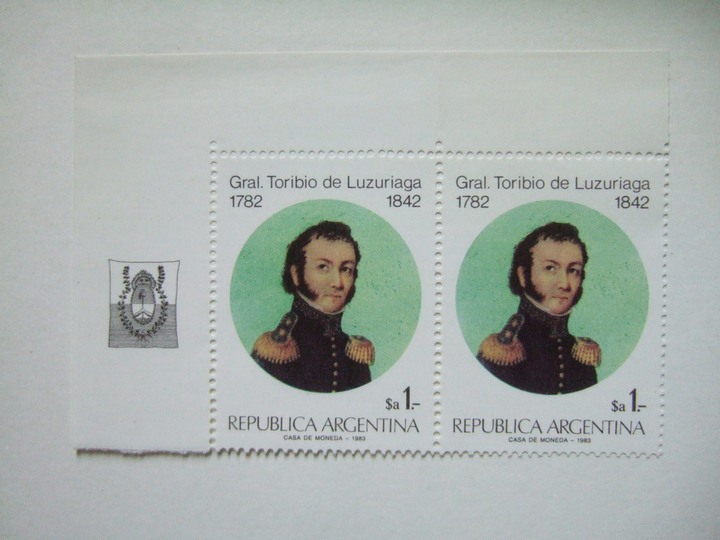 Gral. Toribio de Luzuriaga
1782 1842
$a 1.-
REPUBLICA ARGENTINA
CASA DE MONEDA - 1983
Gral. Toribio de Luzuriaga
1782 1842
$a 1.-
REPUBLICA ARGENTINA
CASA DE MONEDA - 1983